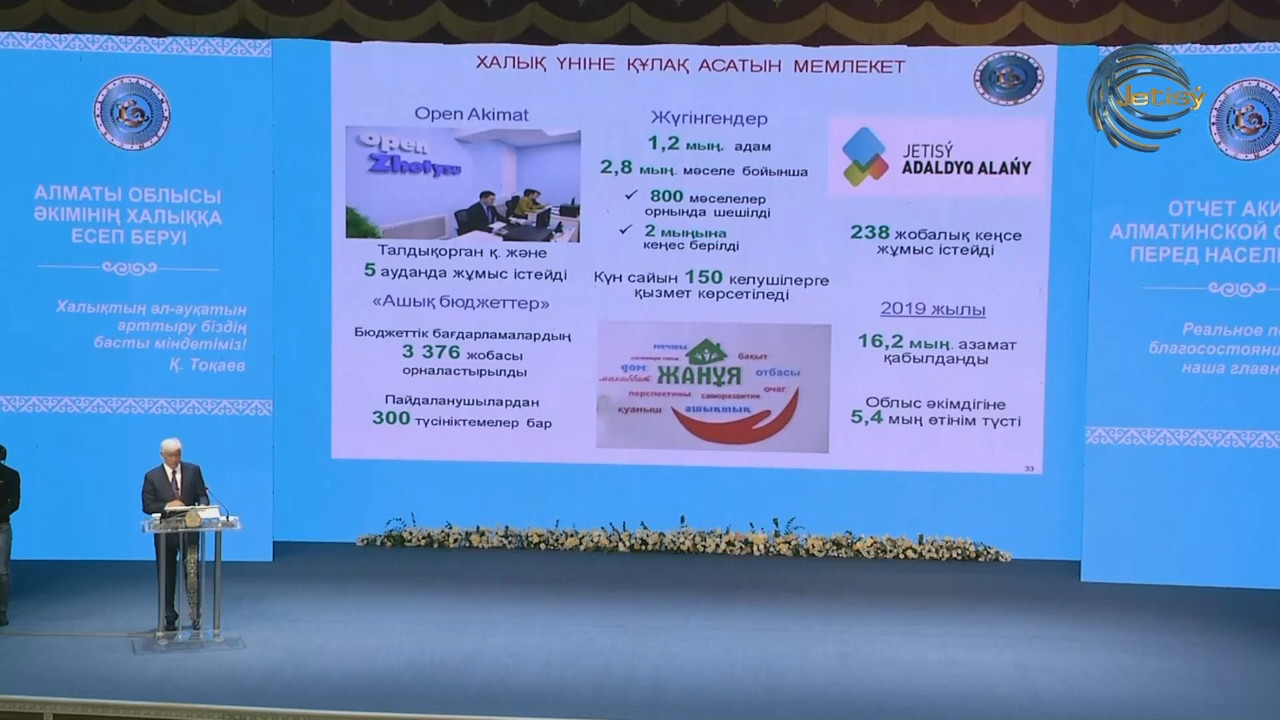 ХАЛЫҚ ҮНІНЕ ҚҰЛАҚ АСАТЫН МЕМЛЕКЕТ
Jetisý
АЛМАТЫ ОБЛЫСЫ
ӘКІМІНІҢ ХАЛЫҚҚА
ЕСЕП БЕРУІ
Халықтың әл-ауқатын
арттыру біздің
басты міндетіміз!
Қ. Тоқаев
Open Akimat
Open
Zhetysu
Талдықорған қ. және
5 ауданда жұмыс істейді
«Ашық бюджеттер»
Бюджеттік бағдарламалардың
3 376 жобасы
орналастырылды
Пайдаланушылардан
300 түсініктемелер бар
Жүгінгендер
1,2 мың. адам
2,8 мың. мәселе бойынша
✓ 800 мәселелер
орнында шешілді
✓ 2 мыңына
кеңес берілді
Күн сайын 150 келушілерге
қызмет көрсетіледі
мечты
бақыт
дом
отбасы
махаббат
ЖАНҰЯ
очаг
перспективы
саморазвитие
қуаныш
ашықтық
JETISÝ
ADALDYQ ALAŃY
238 жобалық кеңсе
жұмыс істейді
2019 жылы
16,2 мың. азамат
қабылданды
Облыс әкімдігіне
5,4 мың өтінім түсті
33
ОТЧЕТ АКИ
АЛМАТИНСКОЙ О
ПЕРЕД НАСЕЛ
Реальное п
благосостояни
наша главн